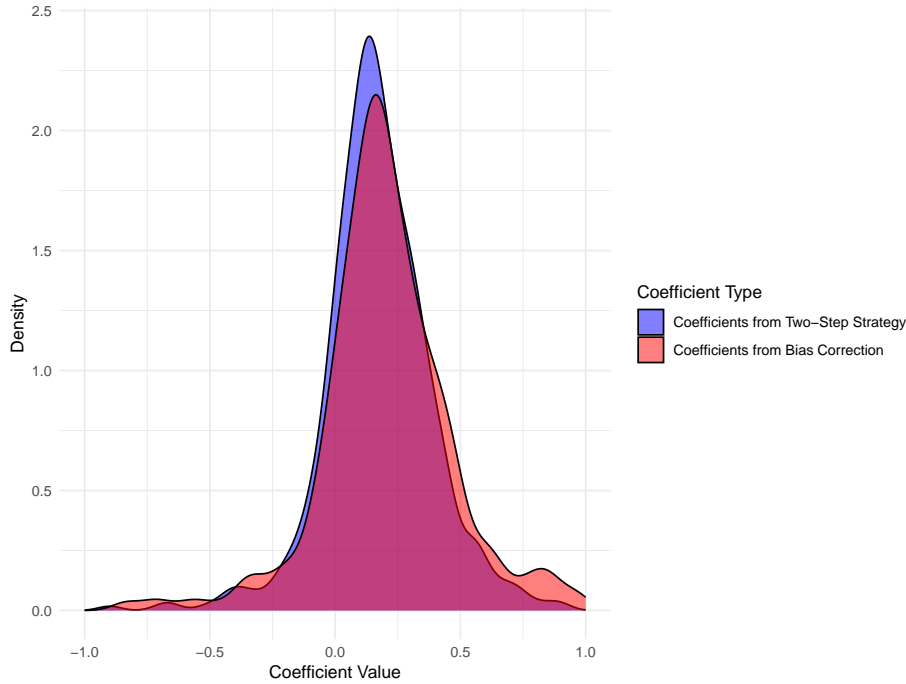 2.5
2.0
1.5
1.0
0.5
0.0
Density
−1.0
−0.5
0.0
0.5
1.0
Coefficient Value
Coefficient Type
Coefficients from Two−Step Strategy
Coefficients from Bias Correction